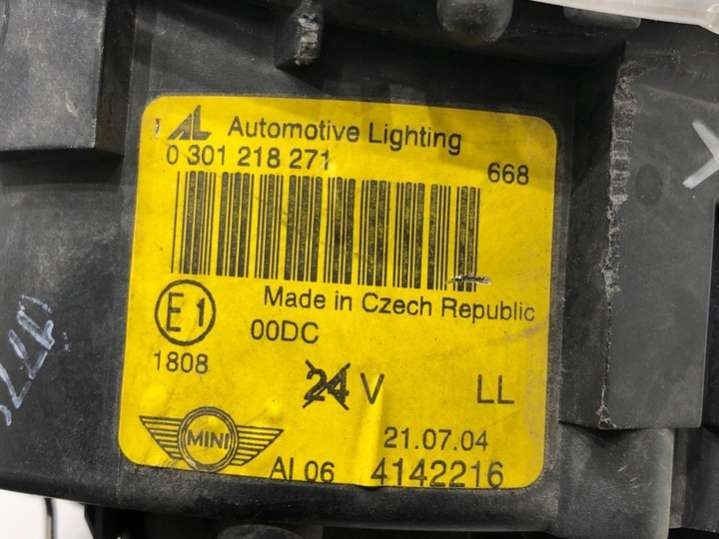 AL Automotive Lighting
0 301 218 271
668
Made in Czech Republic
E1
00DC
1808
24 V
LL
MINI
21.07.04
AI 06
4142216